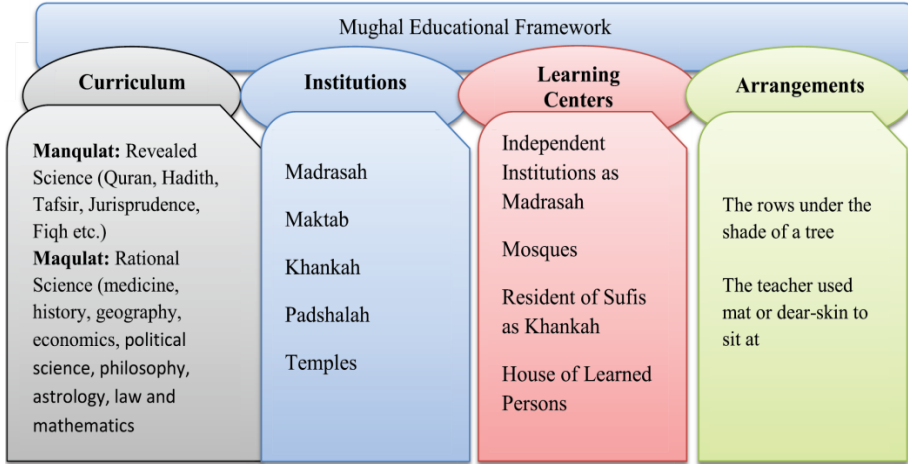 Mughal Educational Framework
Curriculum
Manqulat: Revealed
Science (Quran, Hadith,
Tafsir, Jurisprudence,
Fiqh etc.)
Maqulat: Rational
Science (medicine,
history, geography,
economics, political
science, philosophy,
astrology, law and
mathematics
Institutions
Madrasah
Maktab
Khankah
Padshalah
Temples
Learning
Centers
Independent
Institutions as
Madrasah
Mosques
Resident of Sufis
as Khankah
House of Learned
Persons
Arrangements
The rows under the
shade of a tree
The teacher used
mat or dear-skin to
sit at